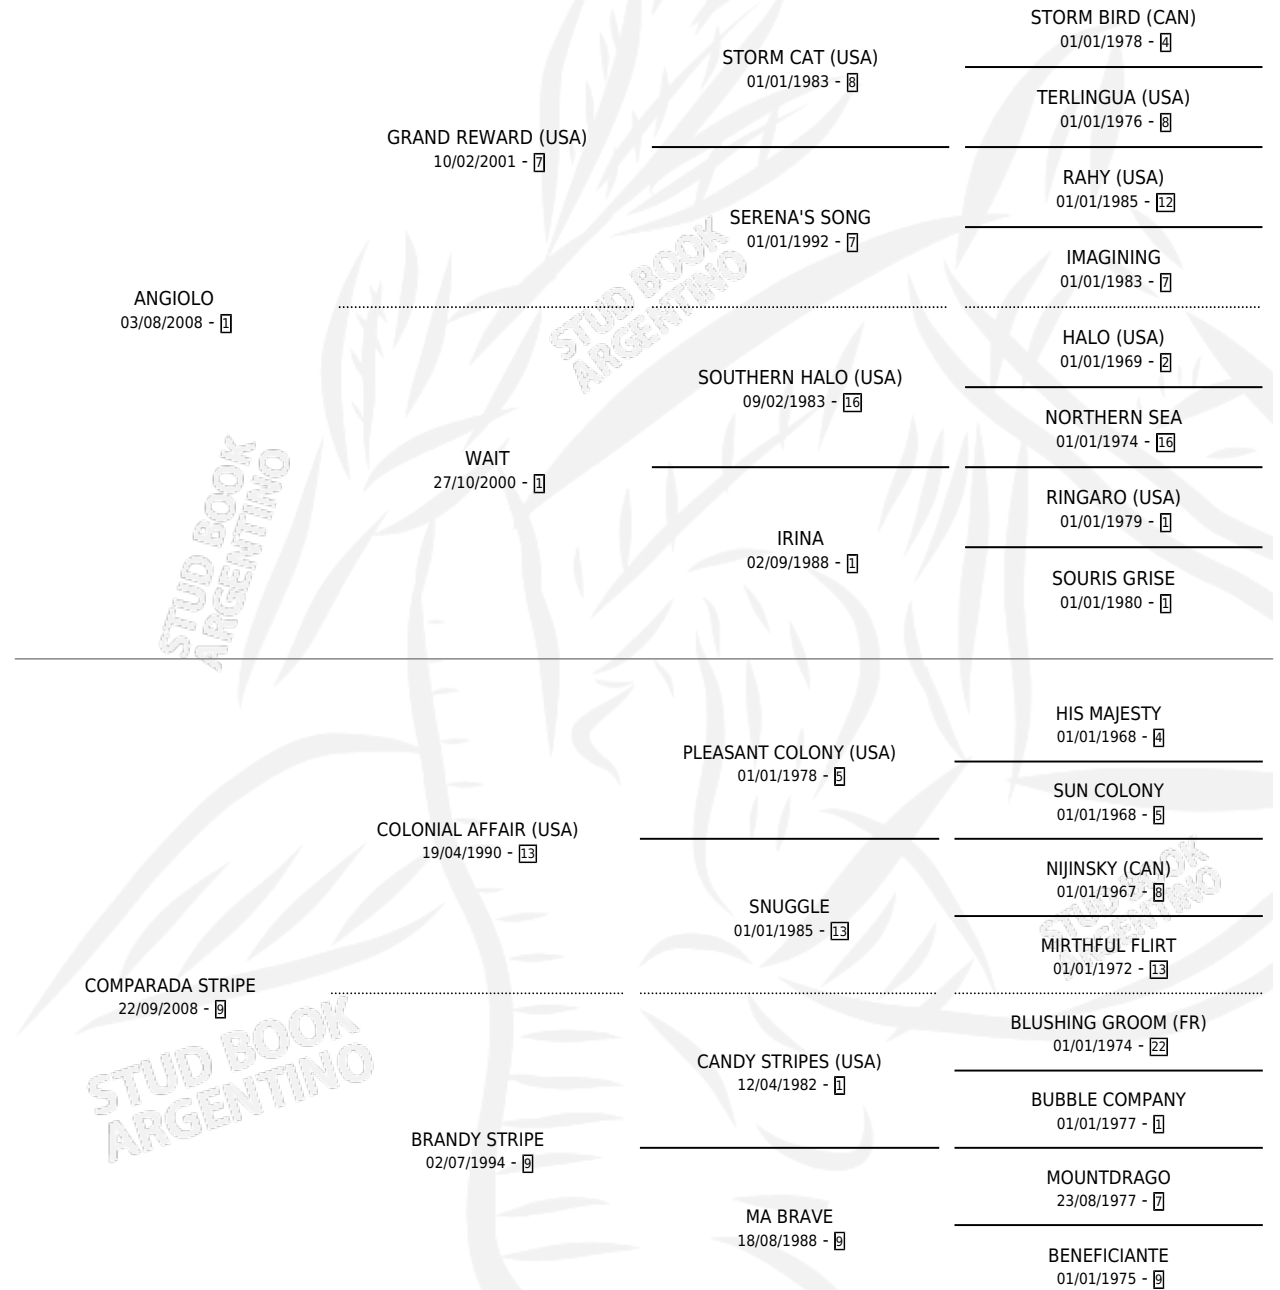 STORM BIRD (CAN)
01/01/1978 - 4
STORM CAT (USA)
01/01/1983 - 8
TERLINGUA (USA)
01/01/1976 - 8
GRAND REWARD (USA)
10/02/2001 - 7
RAHY (USA)
01/01/1985 - 12
SERENA'S SONG
01/01/1992 - 7
IMAGINING
01/01/1983 - 7
ANGIOLO
03/08/2008 - 1
HALO (USA)
01/01/1969 - 2
SOUTHERN HALO (USA)
09/02/1983 - 16
NORTHERN SEA
01/01/1974 - 16
WAIT
27/10/2000 - 1
RINGARO (USA)
01/01/1979 - 1
IRINA
02/09/1988 - 1
SOURIS GRISE
01/01/1980 - 1
HIS MAJESTY
01/01/1968 - 4
PLEASANT COLONY (USA)
01/01/1978 - 5
SUN COLONY
01/01/1968 - 5
COLONIAL AFFAIR (USA)
19/04/1990 - 13
NIJINSKY (CAN)
01/01/1967 - 8
SNUGGLE
01/01/1985 - 13
MIRTHFUL FLIRT
01/01/1972 - 13
COMPARADA STRIPE
22/09/2008 - 9
BLUSHING GROOM (FR)
01/01/1974 - 22
CANDY STRIPES (USA)
12/04/1982 - 1
BUBBLE COMPANY
01/01/1977 - 1
BRANDY STRIPE
02/07/1994 - 9
MOUNTDRAGO
23/08/1977 - 7
MA BRAVE
18/08/1988 - 9
BENEFICIANTE
01/01/1975 - 9
STUD BOOK
ARGENTINO
STUD BOOK
ARGENTINO
STUD BOOK
ARGENTINO
STUD BOOK
ARGENTINO